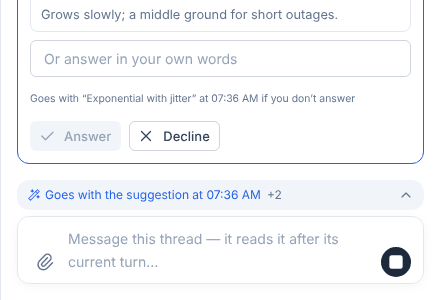 Grows slowly; a middle ground for short outages.
Or answer in your own words
Goes with “Exponential with jitter” at 07:36 AM if you don’t answer
Answer
Decline
Goes with the suggestion at 07:36 AM +2
Message this thread — it reads it after its
current turn…